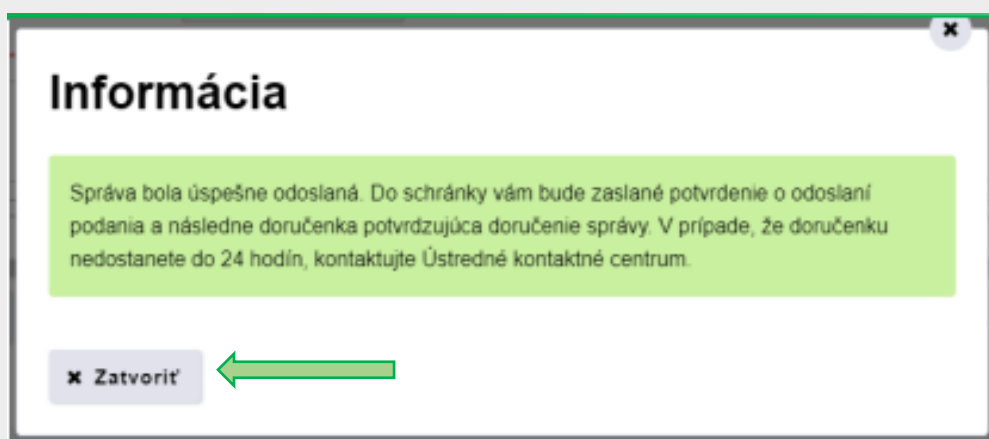 Informácia
Správa bola úspešne odoslaná. Do schránky vám bude zaslané potvrdenie o odoslaní
podania a následne doručenka potvrdzujúca doručenie správy. V prípade, že doručenku
nedostanete do 24 hodín, kontaktujte Ústredné kontaktné centrum.
Zatvoriť